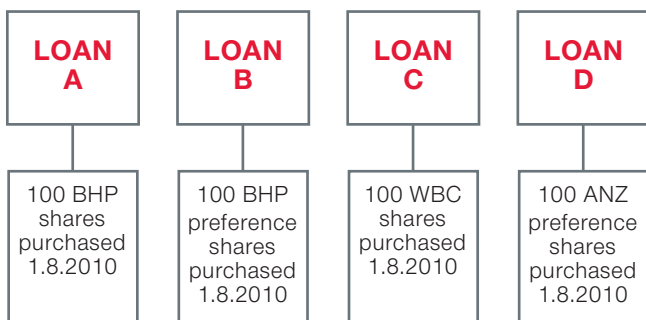 LOAN
A
LOAN
B
LOAN
C
LOAN
D
100 BHP
shares
purchased
1.8.2010
100 BHP
preference
shares
purchased
1.8.2010
100 WBC
shares
purchased
1.8.2010
100 ANZ
preference
shares
purchased
1.8.2010